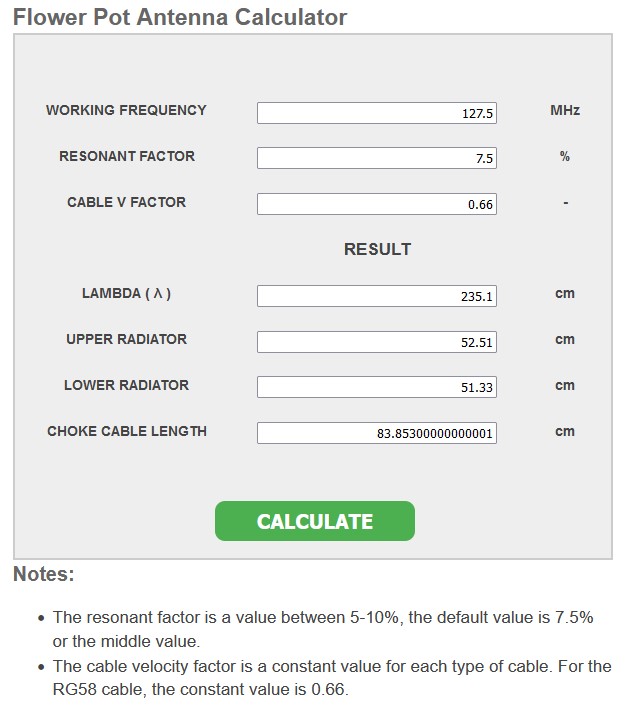 Flower Pot Antenna Calculator
WORKING FREQUENCY 127.5 MHz
RESONANT FACTOR 7.5 %
CABLE V FACTOR 0.66 -
RESULT
LAMBDA ( Λ ) 235.1 cm
UPPER RADIATOR 52.51 cm
LOWER RADIATOR 51.33 cm
CHOKE CABLE LENGTH 83.85300000000001 cm
CALCULATE
Notes:
• The resonant factor is a value between 5-10%, the default value is 7.5%
or the middle value.
• The cable velocity factor is a constant value for each type of cable. For the
RG58 cable, the constant value is 0.66.